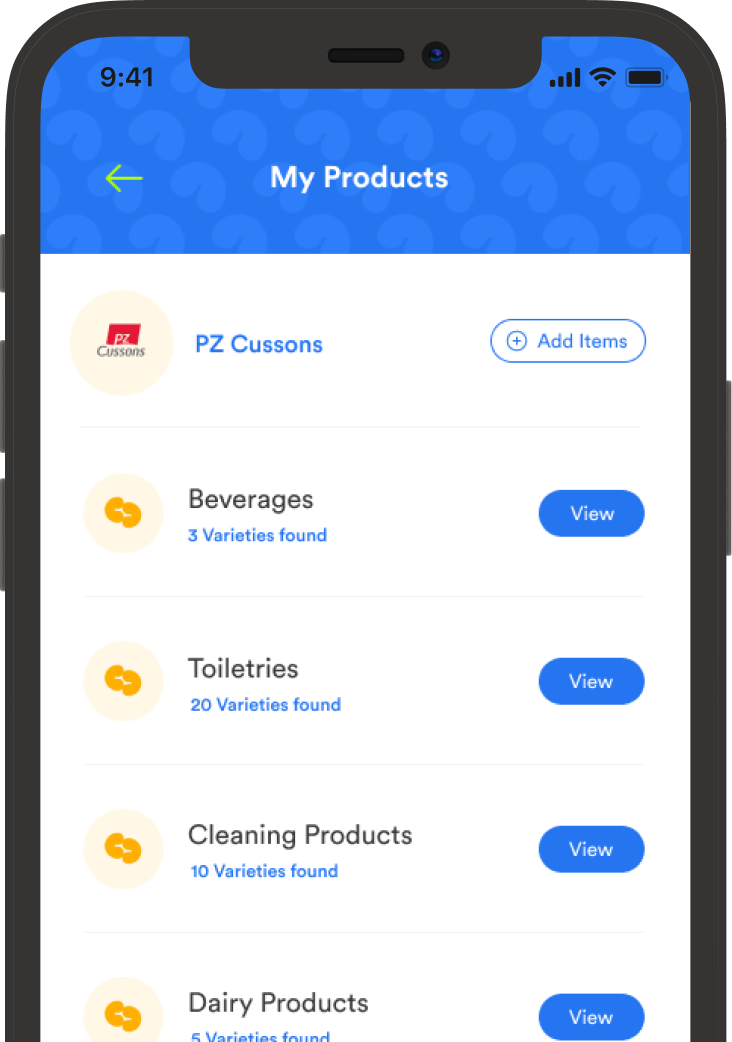 9:41
My Products
PZ
Cussons
PZ Cussons
Add Items
Beverages
3 Varieties found
View
Toiletries
20 Varieties found
View
Cleaning Products
10 Varieties found
View
Dairy Products
5 Varieties found
View